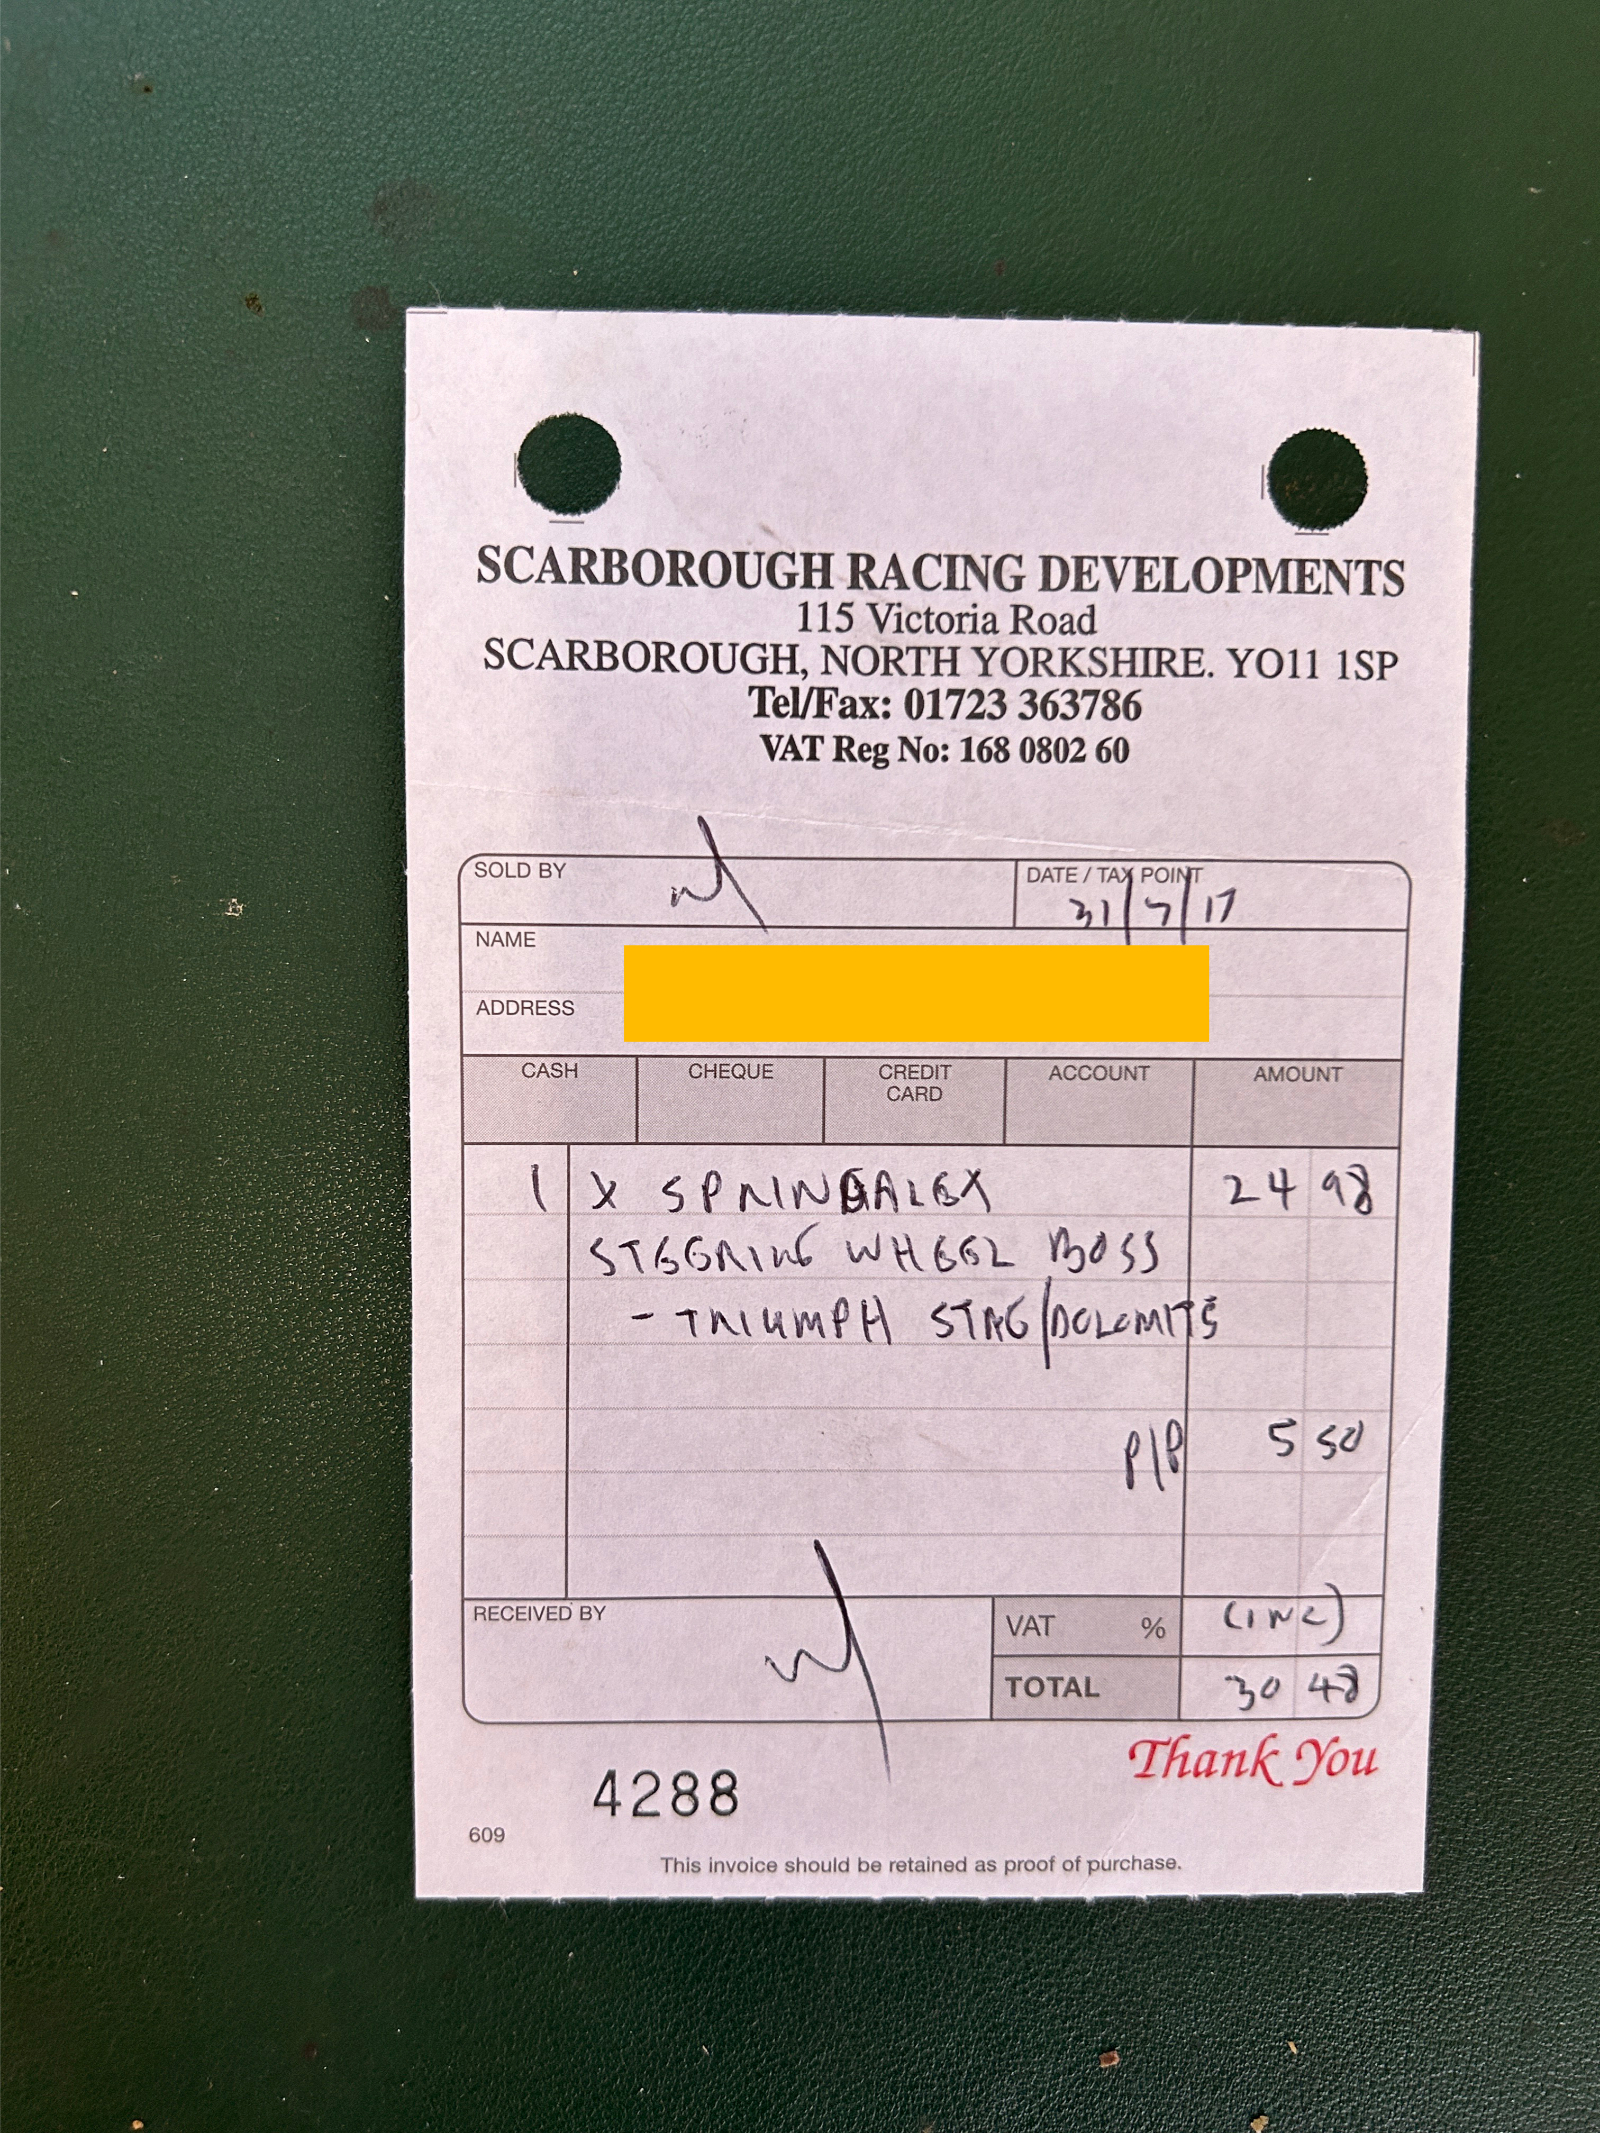 SCARBOROUGH RACING DEVELOPMENTS
115 Victoria Road
SCARBOROUGH, NORTH YORKSHIRE. YO11 1SP
Tel/Fax: 01723 363786
VAT Reg No: 168 0802 60
SOLD BY DATE / TAX POINT
31/7/17
NAME
ADDRESS
CASH CHEQUE CREDIT CARD ACCOUNT AMOUNT
1 X SPRINGALEX 24 98
STEERING WHEEL BOSS
- TRIUMPH STAG/DOLOMITE
P/P 5 50
RECEIVED BY VAT % (INC)
TOTAL 30 48
Thank You
4288
609
This invoice should be retained as proof of purchase.